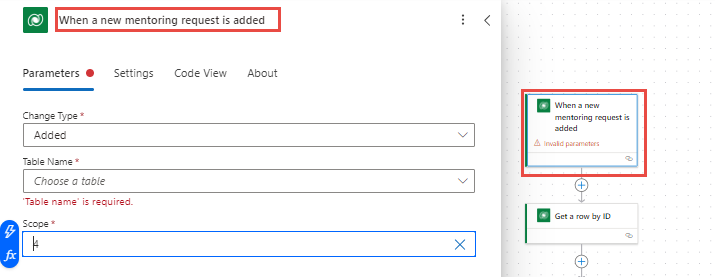 When a new mentoring request is added
Parameters
Settings
Code View
About
Change Type *
Added
Table Name *
Choose a table
'Table name' is required.
Scope *
4
fx
When a new
mentoring request is
added
Invalid parameters
Get a row by ID